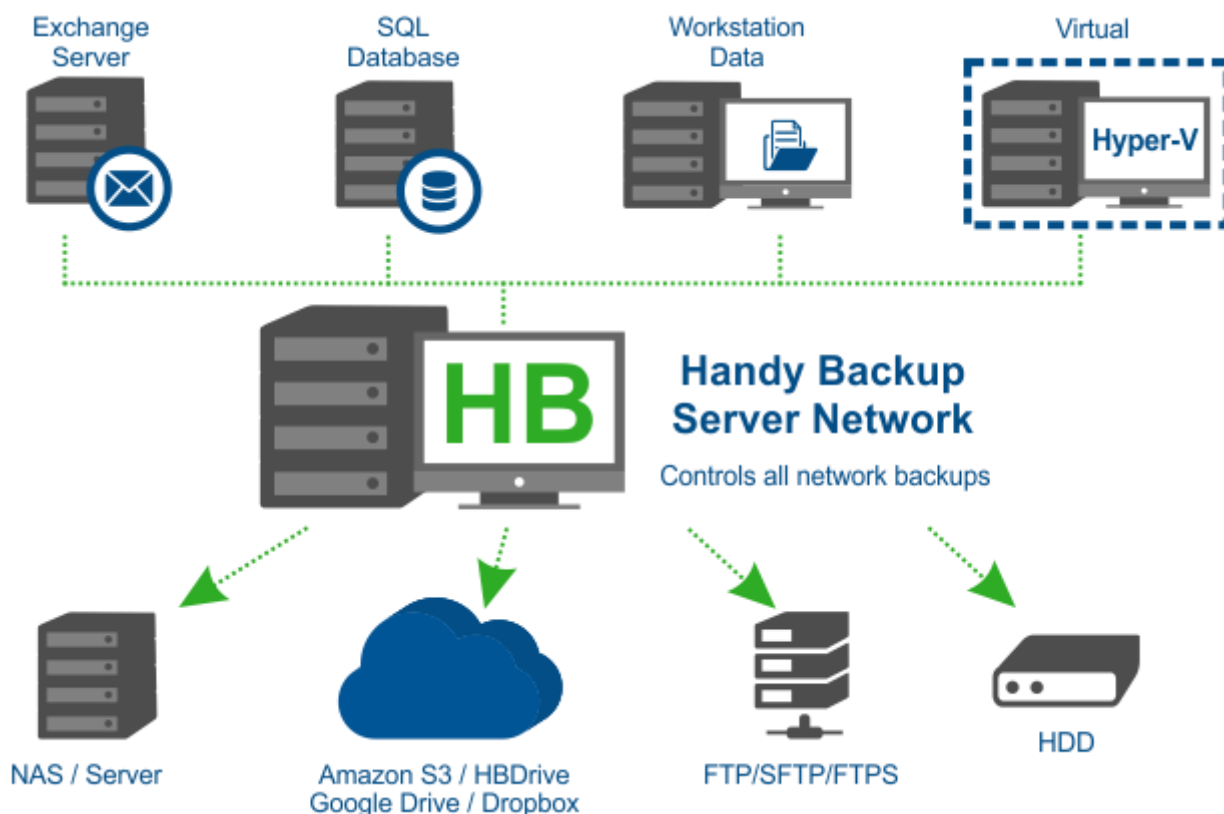 Exchange
Server
SQL
Database
Workstation
Data
Virtual
Hyper-V
HB
Handy Backup
Server Network
Controls all network backups
NAS / Server
Amazon S3 / HBDrive
Google Drive / Dropbox
FTP/SFTP/FTPS
HDD